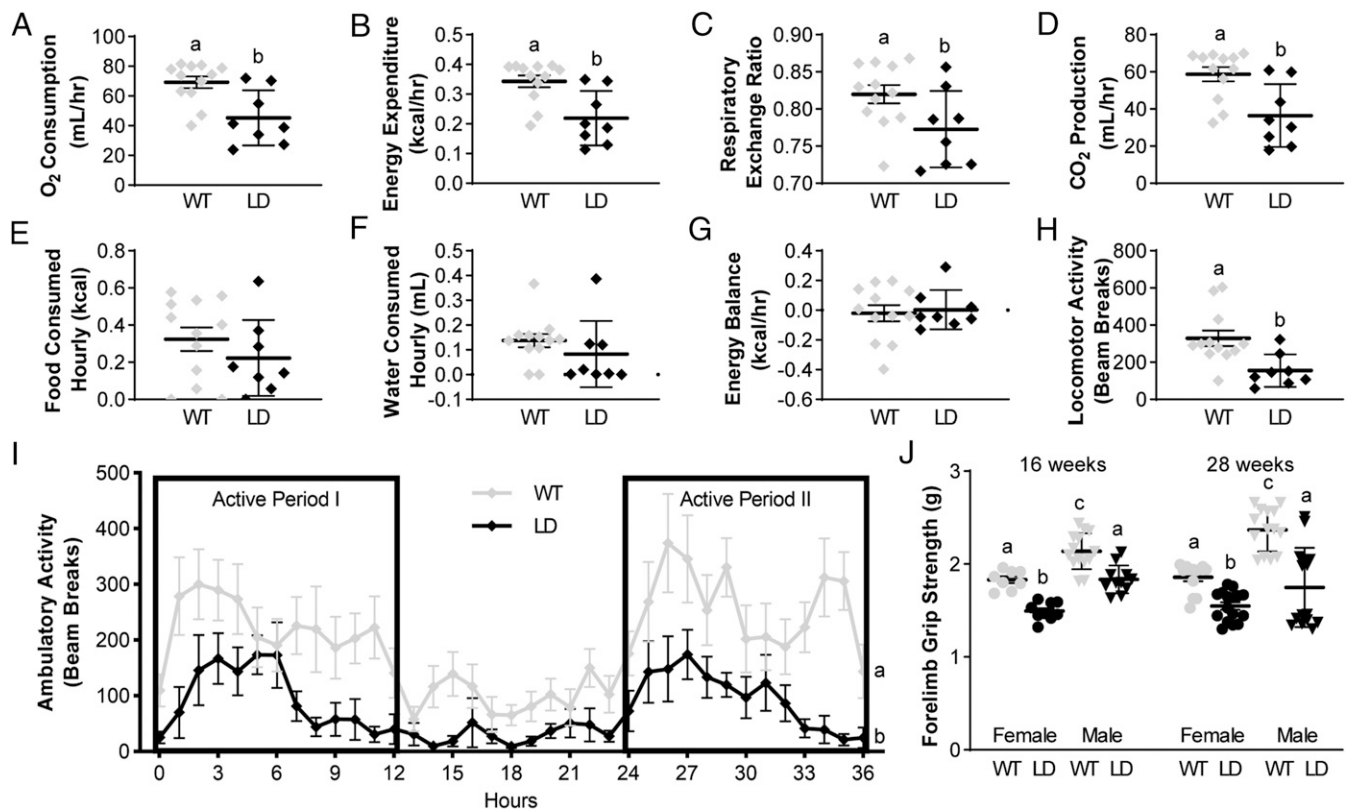 A
O2 Consumption
(mL/hr)
100
80
60
40
20
0
a
b
WT
LD
B
Energy Expenditure
(kcal/hr)
0.5
0.4
0.3
0.2
0.1
0.0
a
b
WT
LD
C
Respiratory
Exchange Ratio
0.90
0.85
0.80
0.75
0.70
a
b
WT
LD
D
CO2 Production
(mL/hr)
80
60
40
20
0
a
b
WT
LD
E
Food Consumed
Hourly (kcal)
0.8
0.6
0.4
0.2
0.0
WT
LD
F
Water Consumed
Hourly (mL)
0.5
0.4
0.3
0.2
0.1
0.0
-0.1
WT
LD
G
Energy Balance
(kcal/hr)
0.4
0.2
0.0
-0.2
-0.4
-0.6
WT
LD
H
Locomotor Activity
(Beam Breaks)
800
600
400
200
0
a
b
WT
LD
I
Ambulatory Activity
(Beam Breaks)
500
400
300
200
100
0
Active Period I
WT
LD
Active Period II
a
b
0 3 6 9 12 15 18 21 24 27 30 33 36
Hours
J
Forelimb Grip Strength (g)
3
2
1
0
16 weeks 28 weeks
a b c a a b c a
Female Male Female Male
WT LD WT LD WT LD WT LD